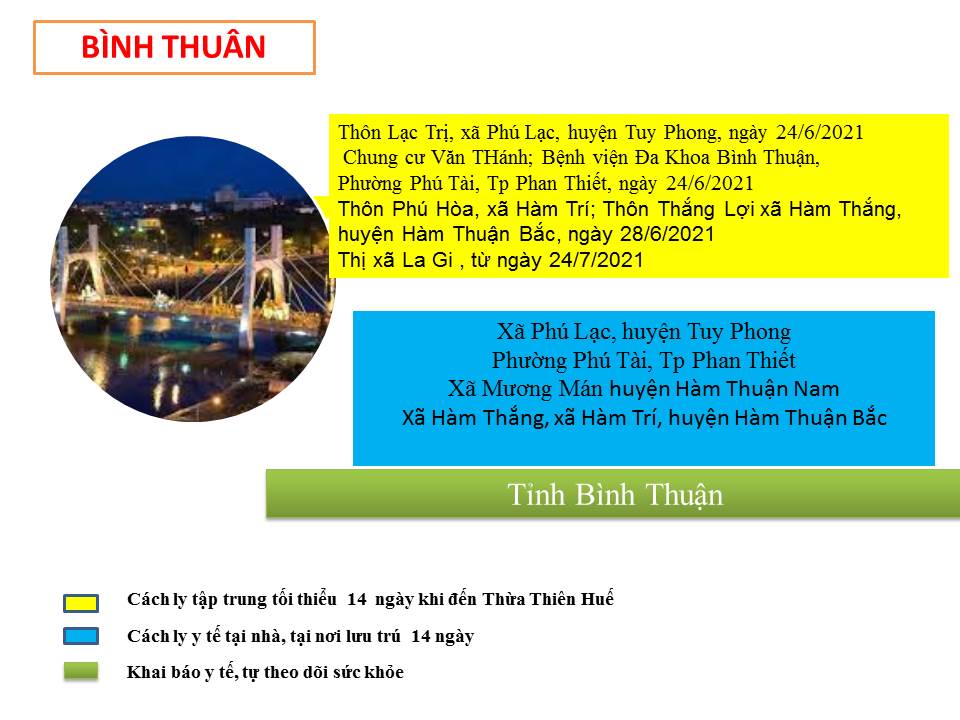 BÌNH THUÂN
Thôn Lạc Trị, xã Phú Lạc, huyện Tuy Phong, ngày 24/6/2021
Chung cư Văn THánh; Bệnh viện Đa Khoa Bình Thuận,
Phường Phú Tài, Tp Phan Thiết, ngày 24/6/2021
Thôn Phú Hòa, xã Hàm Trí; Thôn Thắng Lợi xã Hàm Thắng,
huyện Hàm Thuận Bắc, ngày 28/6/2021
Thị xã La Gi , từ ngày 24/7/2021
Xã Phú Lạc, huyện Tuy Phong
Phường Phú Tài, Tp Phan Thiết
Xã Mương Mán huyện Hàm Thuận Nam
Xã Hàm Thắng, xã Hàm Trí, huyện Hàm Thuận Bắc
Tỉnh Bình Thuận
Cách ly tập trung tối thiểu 14 ngày khi đến Thừa Thiên Huế
Cách ly y tế tại nhà, tại nơi lưu trú 14 ngày
Khai báo y tế, tự theo dõi sức khỏe